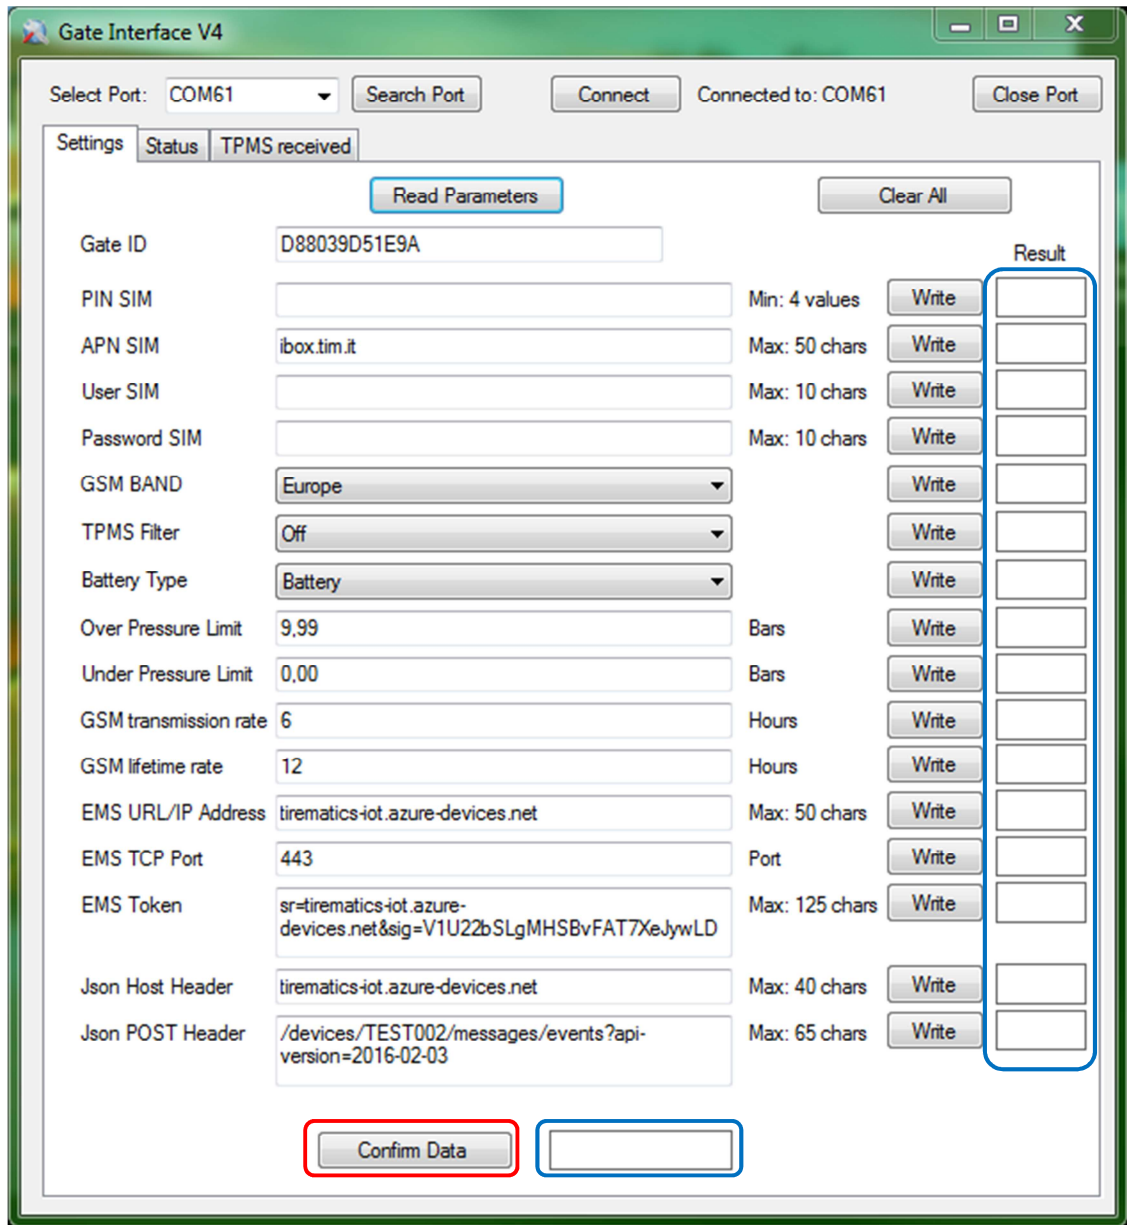 Gate Interface V4
Select Port: COM61 Search Port Connect Connected to: COM61 Close Port
Settings Status TPMS received
Read Parameters Clear All
Gate ID D88039D51E9A
Result
PIN SIM Min: 4 values Write
APN SIM ibox.tim.it Max: 50 chars Write
User SIM Max: 10 chars Write
Password SIM Max: 10 chars Write
GSM BAND Europe Write
TPMS Filter Off Write
Battery Type Battery Write
Over Pressure Limit 9,99 Bars Write
Under Pressure Limit 0,00 Bars Write
GSM transmission rate 6 Hours Write
GSM lifetime rate 12 Hours Write
EMS URL/IP Address tirematics-iot.azure-devices.net Max: 50 chars Write
EMS TCP Port 443 Port Write
EMS Token sr=tirematics-iot.azure- Max: 125 chars Write
devices.net&sig=V1U22bSLgMHSBvFAT7XeJywLD
Json Host Header tirematics-iot.azure-devices.net Max: 40 chars Write
Json POST Header /devices/TEST002/messages/events?api- Max: 65 chars Write
version=2016-02-03
Confirm Data